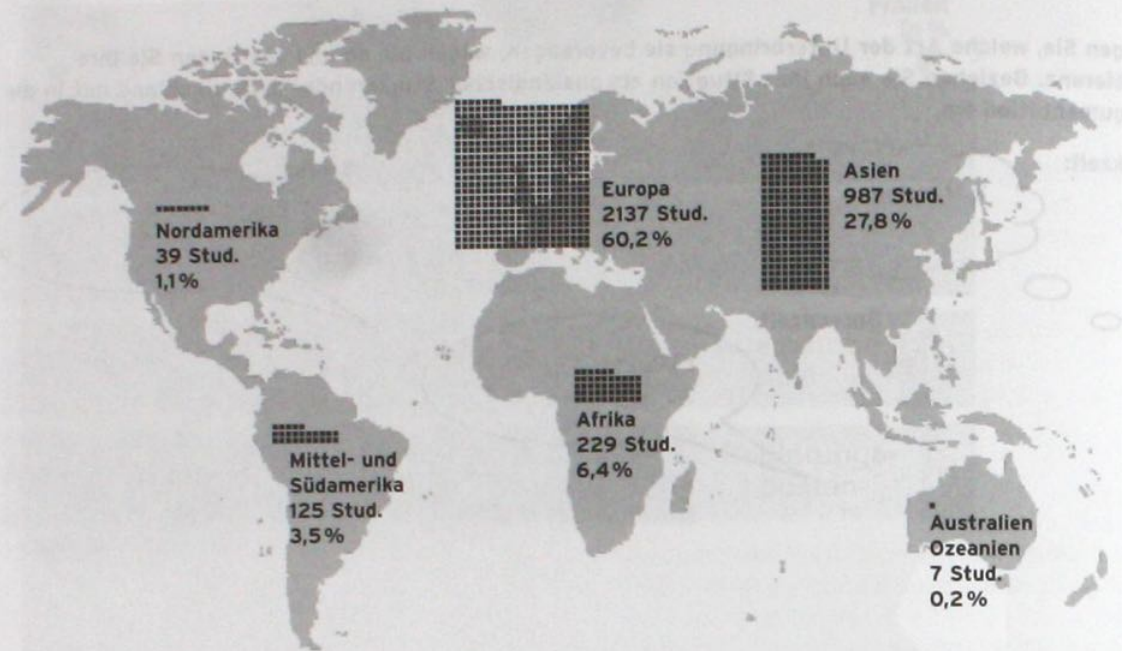 Europa
2137 Stud.
60,2%
Asien
987 Stud.
27,8%
Nordamerika
39 Stud.
1,1%
Afrika
229 Stud.
6,4%
Mittel- und
Südamerika
125 Stud.
3,5%
Australien
Ozeanien
7 Stud.
0,2%